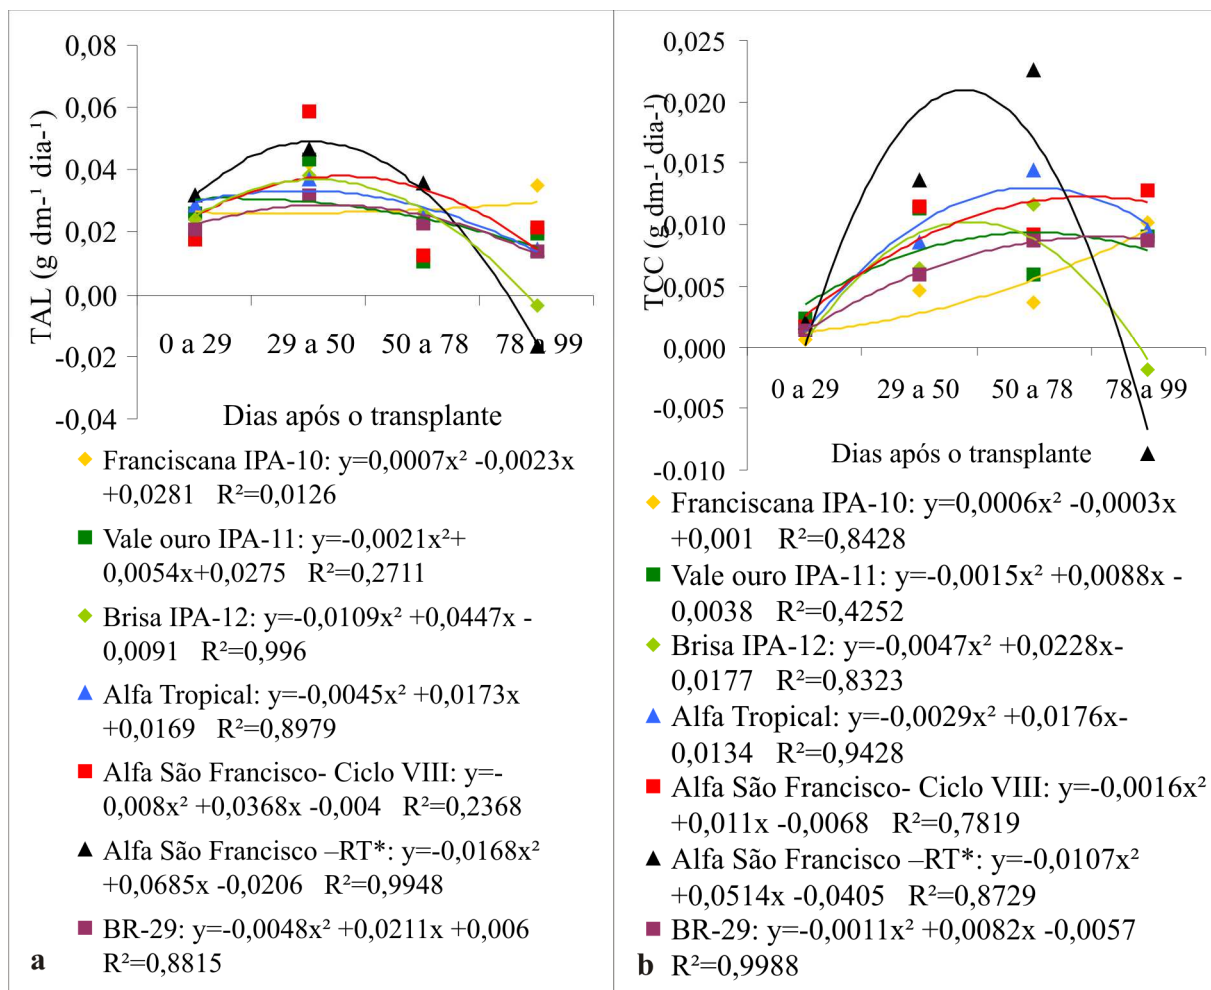 0,08
0,06
0,04
0,02
0,00
-0,02
-0,04
TAL (g dm-¹ dia-¹)
0 a 29 29 a 50 50 a 78 78 a 99
Dias após o transplante
Franciscana IPA-10: y=0,0007x² -0,0023x
+0,0281 R²=0,0126
Vale ouro IPA-11: y=-0,0021x²+
0,0054x+0,0275 R²=0,2711
Brisa IPA-12: y=-0,0109x² +0,0447x -
0,0091 R²=0,996
Alfa Tropical: y=-0,0045x² +0,0173x
+0,0169 R²=0,8979
Alfa São Francisco- Ciclo VIII: y=-
0,008x² +0,0368x -0,004 R²=0,2368
Alfa São Francisco –RT*: y=-0,0168x²
+0,0685x -0,0206 R²=0,9948
BR-29: y=-0,0048x² +0,0211x +0,006
R²=0,8815
a
0,025
0,020
0,015
0,010
0,005
0,000
-0,005
-0,010
TCC (g dm-¹ dia-¹)
0 a 29 29 a 50 50 a 78 78 a 99
Dias após o transplante
Franciscana IPA-10: y=0,0006x² -0,0003x
+0,001 R²=0,8428
Vale ouro IPA-11: y=-0,0015x² +0,0088x -
0,0038 R²=0,4252
Brisa IPA-12: y=-0,0047x² +0,0228x-
0,0177 R²=0,8323
Alfa Tropical: y=-0,0029x² +0,0176x-
0,0134 R²=0,9428
Alfa São Francisco- Ciclo VIII: y=-0,0016x²
+0,011x -0,0068 R²=0,7819
Alfa São Francisco –RT*: y=-0,0107x²
+0,0514x -0,0405 R²=0,8729
BR-29: y=-0,0011x² +0,0082x -0,0057
R²=0,9988
b